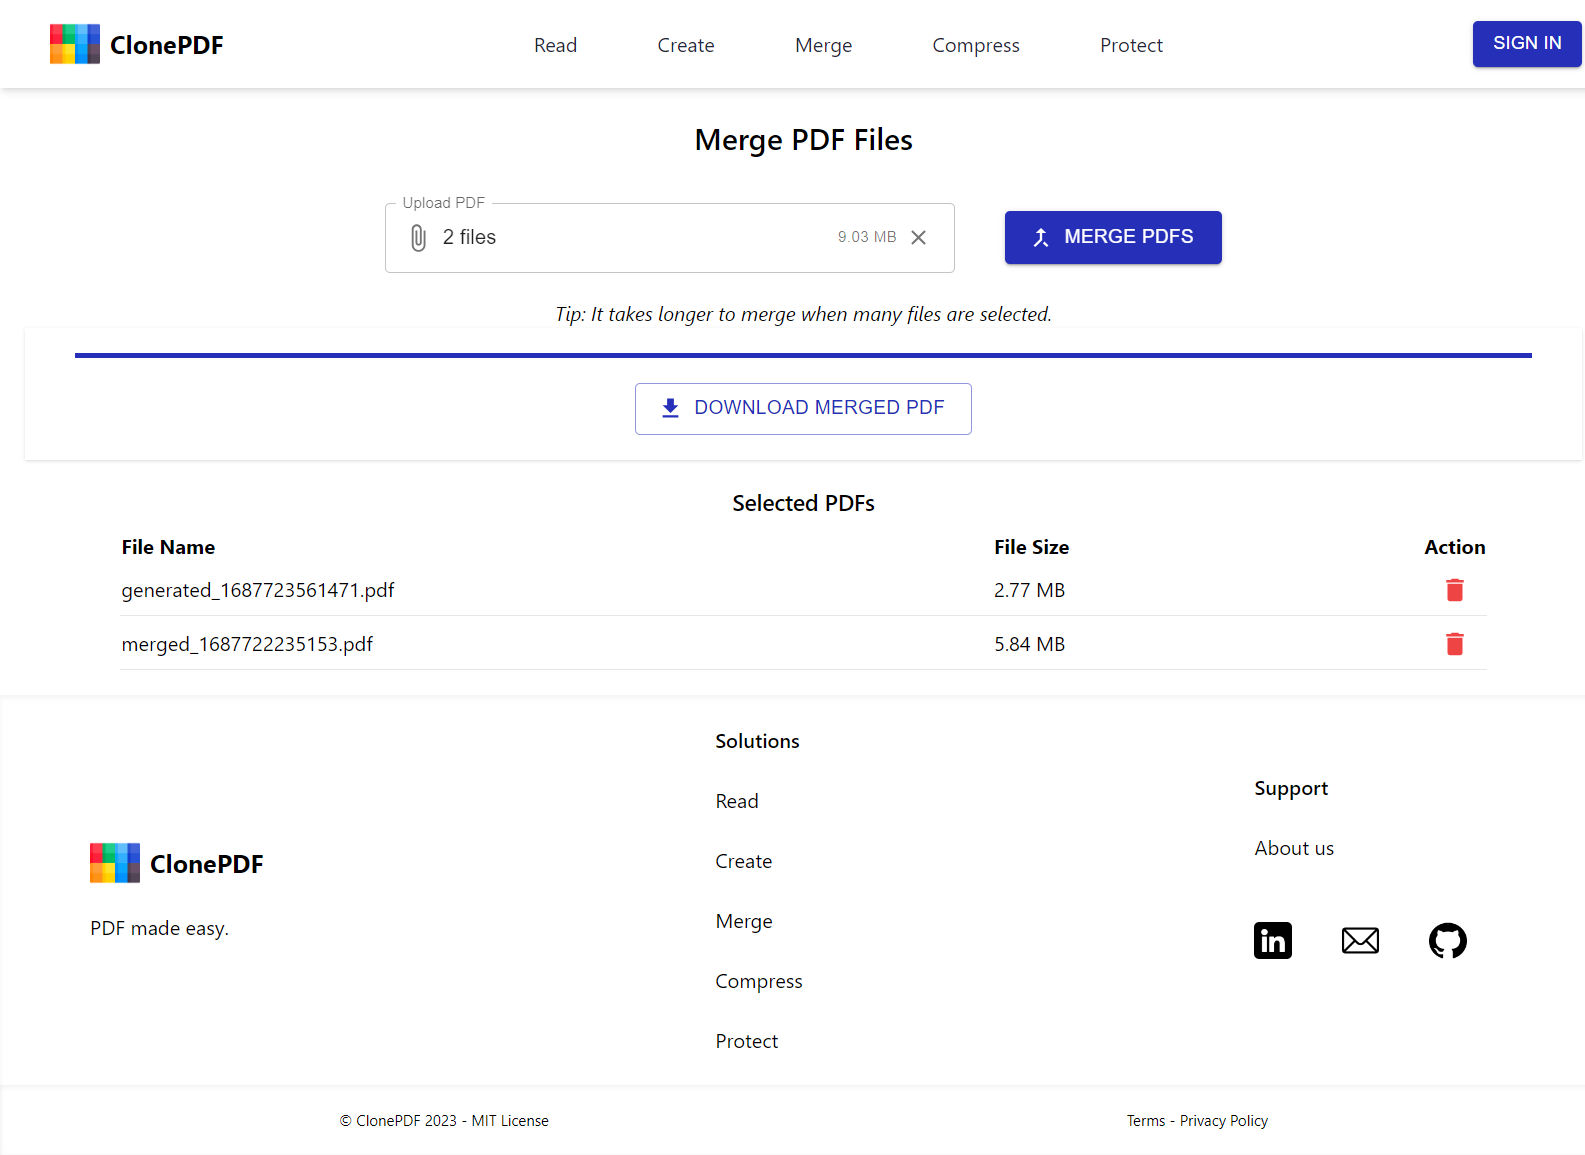 ClonePDF Read Create Merge Compress Protect SIGN IN
Merge PDF Files
Upload PDF
2 files 9.03 MB
MERGE PDFS
Tip: It takes longer to merge when many files are selected.
DOWNLOAD MERGED PDF
Selected PDFs
File Name File Size Action
generated_1687723561471.pdf 2.77 MB
merged_1687722235153.pdf 5.84 MB
ClonePDF
PDF made easy.
Solutions
Read
Create
Merge
Compress
Protect
Support
About us
in
© ClonePDF 2023 - MIT License
Terms - Privacy Policy